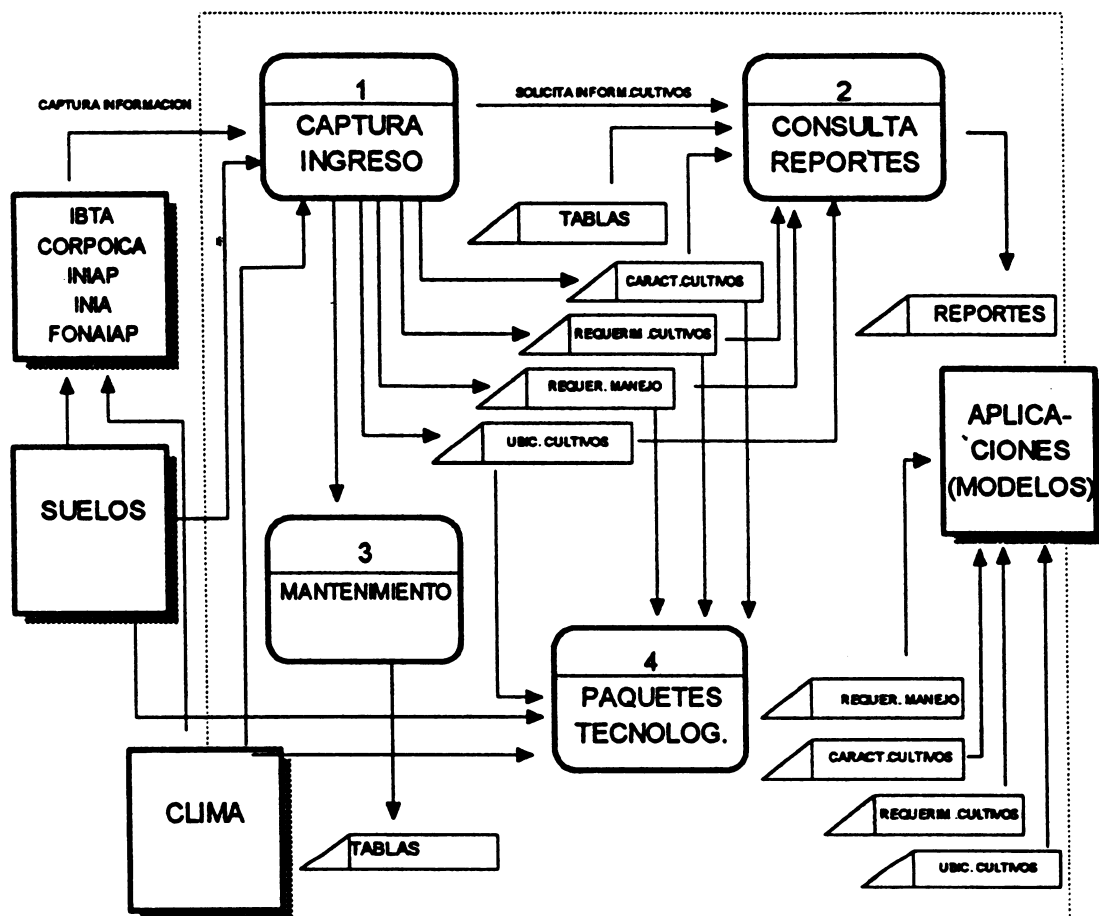 CAPTURA INFORMACION
1
CAPTURA
INGRESO
SOLICITA INFORM.CULTIVOS
2
CONSULTA
REPORTES
IBTA
CORPOICA
INIAP
INIA
FONAIAP
TABLAS
CARACT.CULTIVOS
REQUERIM.CULTIVOS
REQUER. MANEJO
UBIC. CULTIVOS
REPORTES
APLICA-
CIONES
(MODELOS)
SUELOS
3
MANTENIMIENTO
4
PAQUETES
TECNOLOG.
REQUER. MANEJO
CARACT.CULTIVOS
REQUERIM.CULTIVOS
UBIC. CULTIVOS
CLIMA
TABLAS